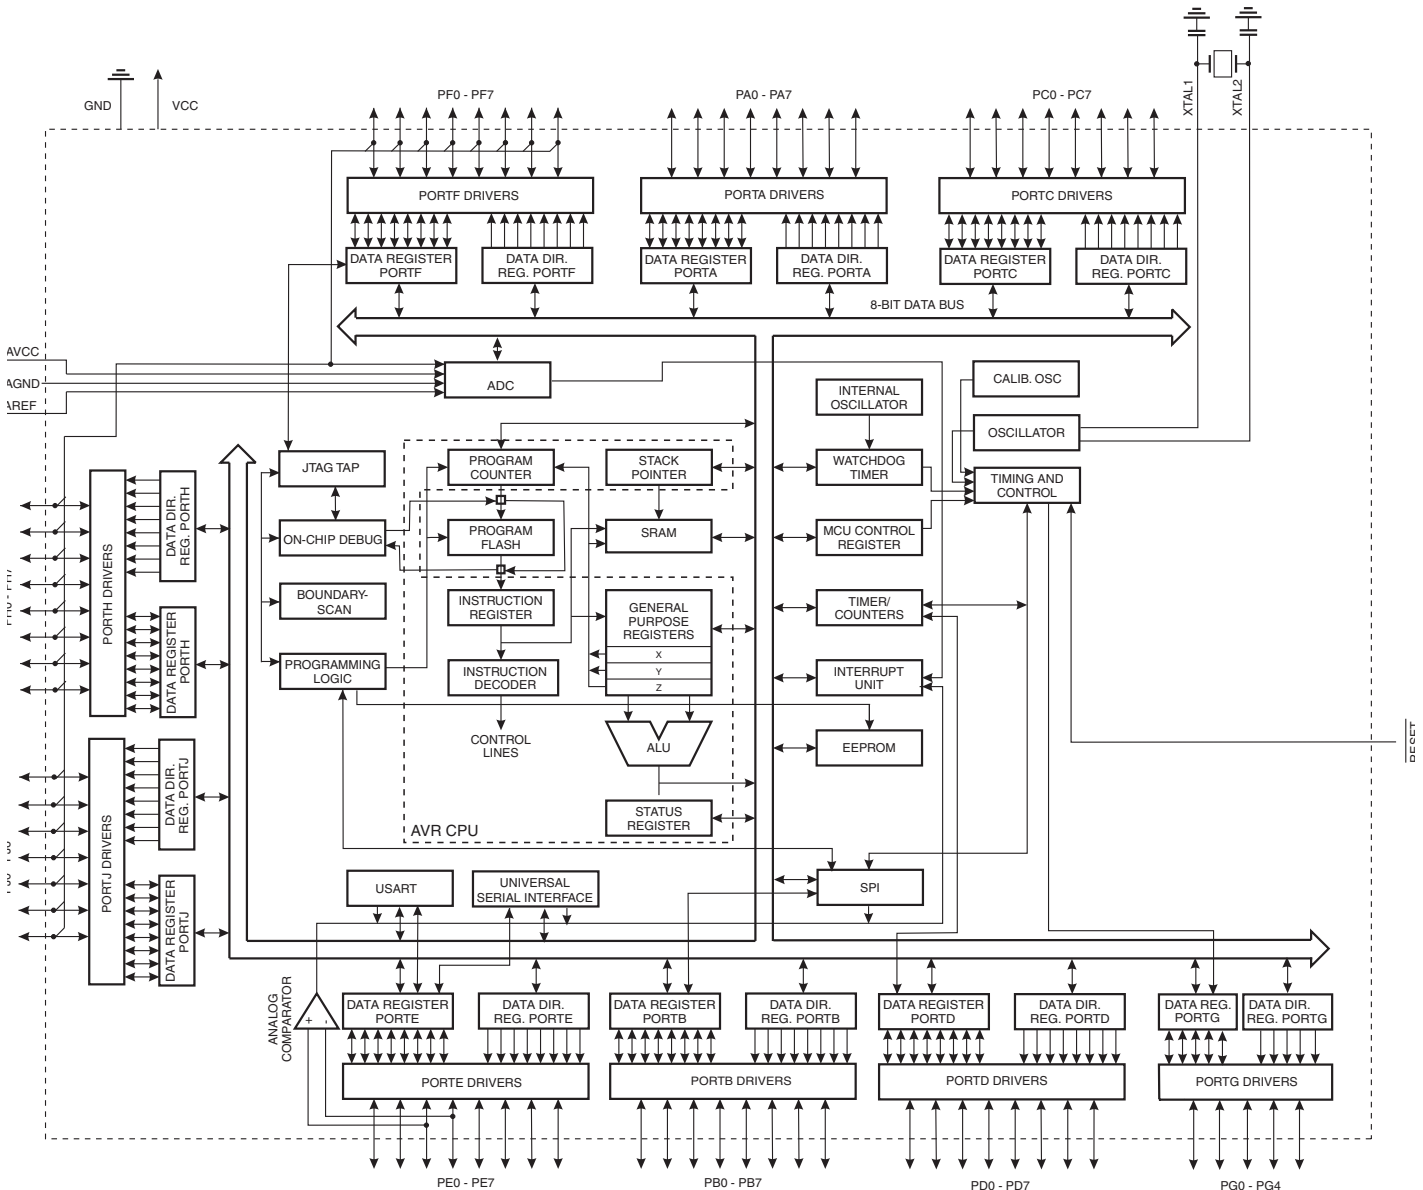 XTAL1
XTAL2
GND
VCC
PF0 - PF7
PA0 - PA7
PC0 - PC7
PORTF DRIVERS
PORTA DRIVERS
PORTC DRIVERS
DATA REGISTER
PORTF
DATA DIR.
REG. PORTF
DATA REGISTER
PORTA
DATA DIR.
REG. PORTA
DATA REGISTER
PORTC
DATA DIR.
REG. PORTC
8-BIT DATA BUS
AVCC
AGND
AREF
ADC
INTERNAL
OSCILLATOR
CALIB. OSC
OSCILLATOR
JTAG TAP
PROGRAM
COUNTER
STACK
POINTER
WATCHDOG
TIMER
TIMING AND
CONTROL
ON-CHIP DEBUG
PROGRAM
FLASH
SRAM
MCU CONTROL
REGISTER
BOUNDARY-
SCAN
INSTRUCTION
REGISTER
GENERAL
PURPOSE
REGISTERS
X
Y
Z
TIMER/
COUNTERS
PROGRAMMING
LOGIC
INSTRUCTION
DECODER
INTERRUPT
UNIT
CONTROL
LINES
ALU
EEPROM
RESET
STATUS
REGISTER
AVR CPU
PORTH DRIVERS
DATA DIR.
REG. PORTH
DATA REGISTER
PORTH
PORTJ DRIVERS
DATA DIR.
REG. PORTJ
DATA REGISTER
PORTJ
USART
UNIVERSAL
SERIAL INTERFACE
SPI
ANALOG
COMPARATOR
+
-
DATA REGISTER
PORTE
DATA DIR.
REG. PORTE
DATA REGISTER
PORTB
DATA DIR.
REG. PORTB
DATA REGISTER
PORTD
DATA DIR.
REG. PORTD
DATA REG.
PORTG
DATA DIR.
REG. PORTG
PORTE DRIVERS
PORTB DRIVERS
PORTD DRIVERS
PORTG DRIVERS
PE0 - PE7
PB0 - PB7
PD0 - PD7
PG0 - PG4